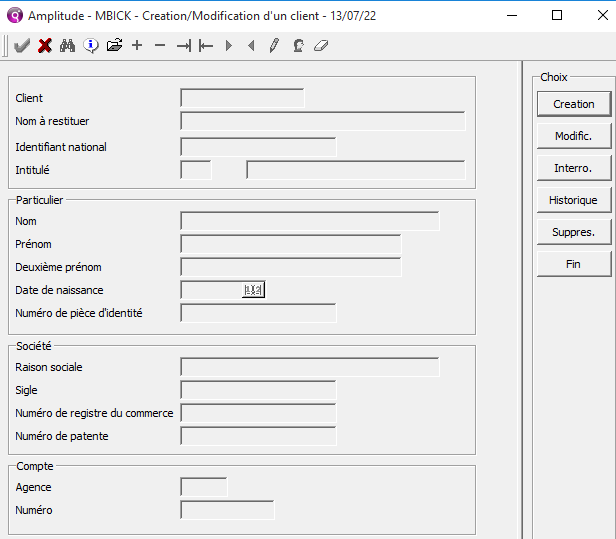 Amplitude - MBICK - Creation/Modification d'un client - 13/07/22
Choix
Client
Creation
Nom à restituer
Modific.
Identifiant national
Intitulé
Interro.
Particulier
Historique
Nom
Suppres.
Prénom
Deuxième prénom
Fin
Date de naissance
Numéro de pièce d'identité
Société
Raison sociale
Sigle
Numéro de registre du commerce
Numéro de patente
Compte
Agence
Numéro